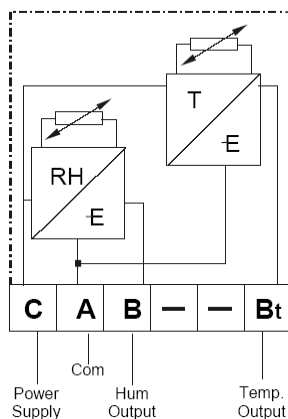 T
E
RH
E
C A B — — Bt
Com
Power Supply
Hum Output
Temp. Output